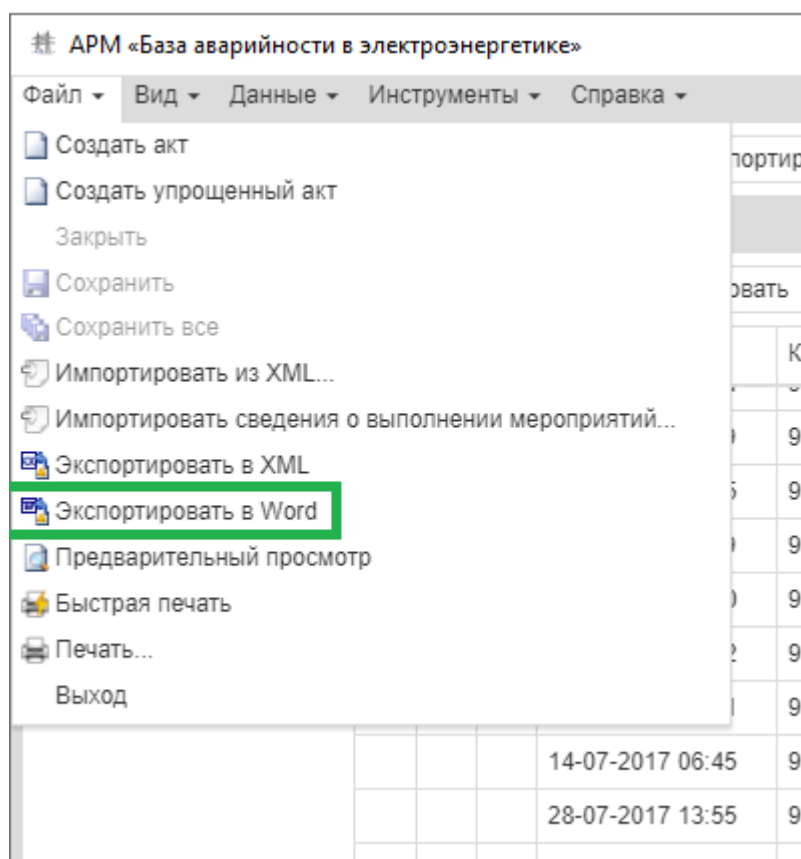 АРМ «База аварийности в электроэнергетике»
Файл Вид Данные Инструменты Справка
Создать акт
Создать упрощенный акт
Закрыть
Сохранить
Сохранить все
Импортировать из XML...
Импортировать сведения о выполнении мероприятий...
Экспортировать в XML
Экспортировать в Word
Предварительный просмотр
Быстрая печать
Печать...
Выход
14-07-2017 06:45 9
28-07-2017 13:55 9